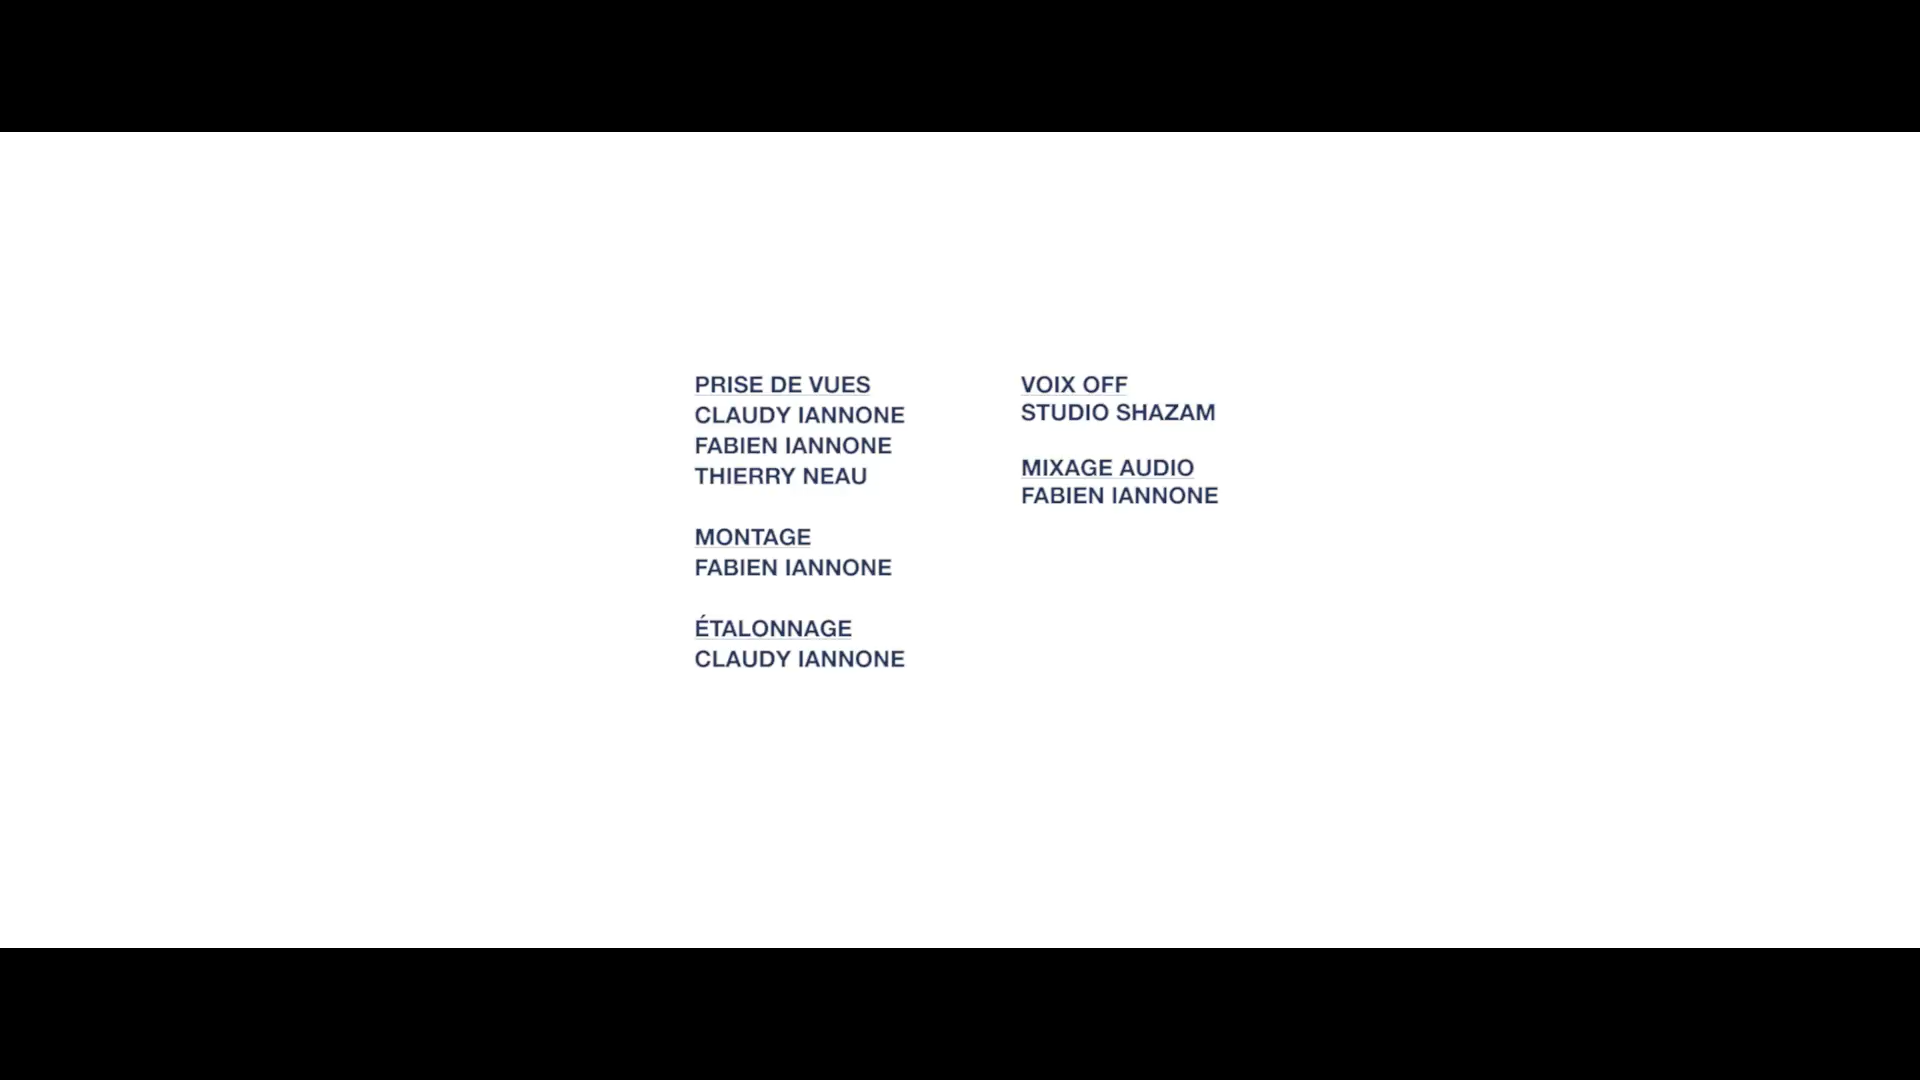 PRISE DE VUES
CLAUDY IANNONE
FABIEN IANNONE
THIERRY NEAU
MONTAGE
FABIEN IANNONE
ÉTALONNAGE
CLAUDY IANNONE
VOIX OFF
STUDIO SHAZAM
MIXAGE AUDIO
FABIEN IANNONE